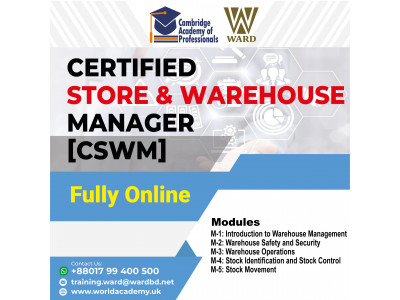 Cambridge
Academy of
Professionals
WARD
CERTIFIED
STORE & WAREHOUSE
MANAGER
[CSWM]
Fully Online
Modules
M-1: Introduction to Warehouse Management
M-2: Warehouse Safety and Security
M-3: Warehouse Operations
M-4: Stock Identification and Stock Control
M-5: Stock Movement
Contact Us:
+88017 99 400 500
training.ward@wardbd.net
www.worldacademy.uk